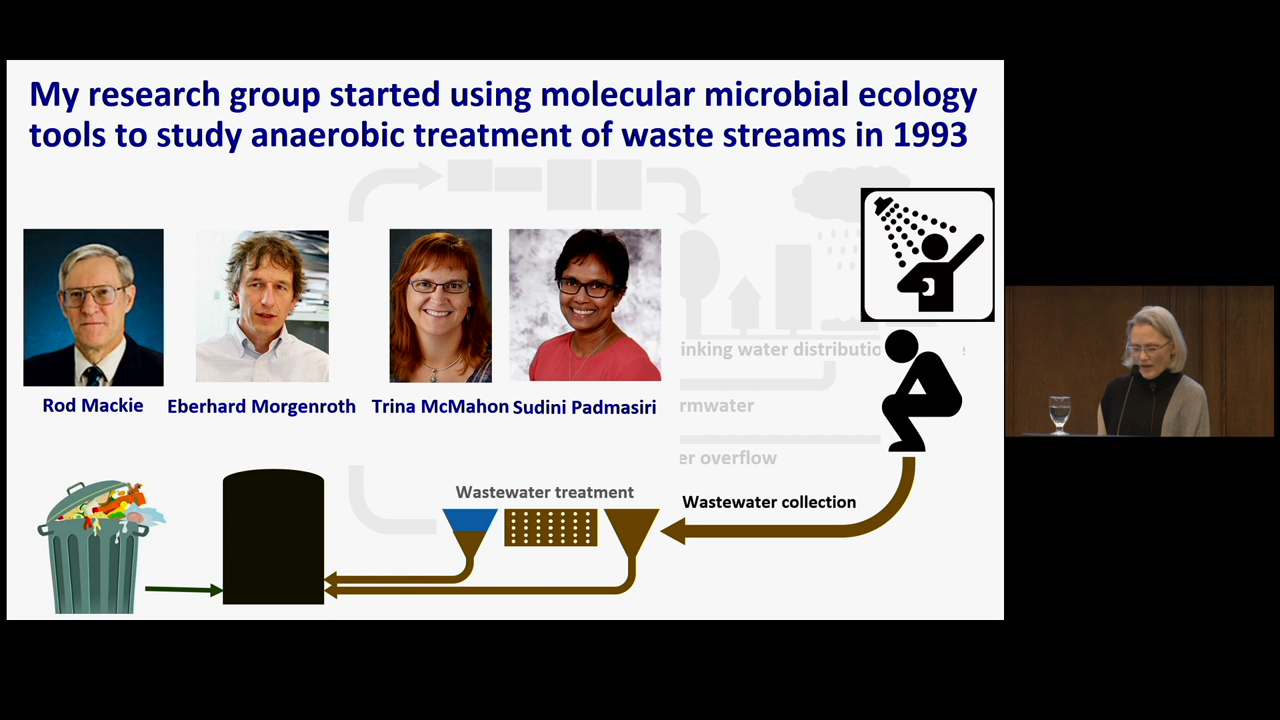 My research group started using molecular microbial ecology
tools to study anaerobic treatment of waste streams in 1993
inking water distributio
Rod Mackie
Eberhard Morgenroth
Trina McMahon
Sudini Padmasiri
rmwater
er overflow
Wastewater treatment
Wastewater collection